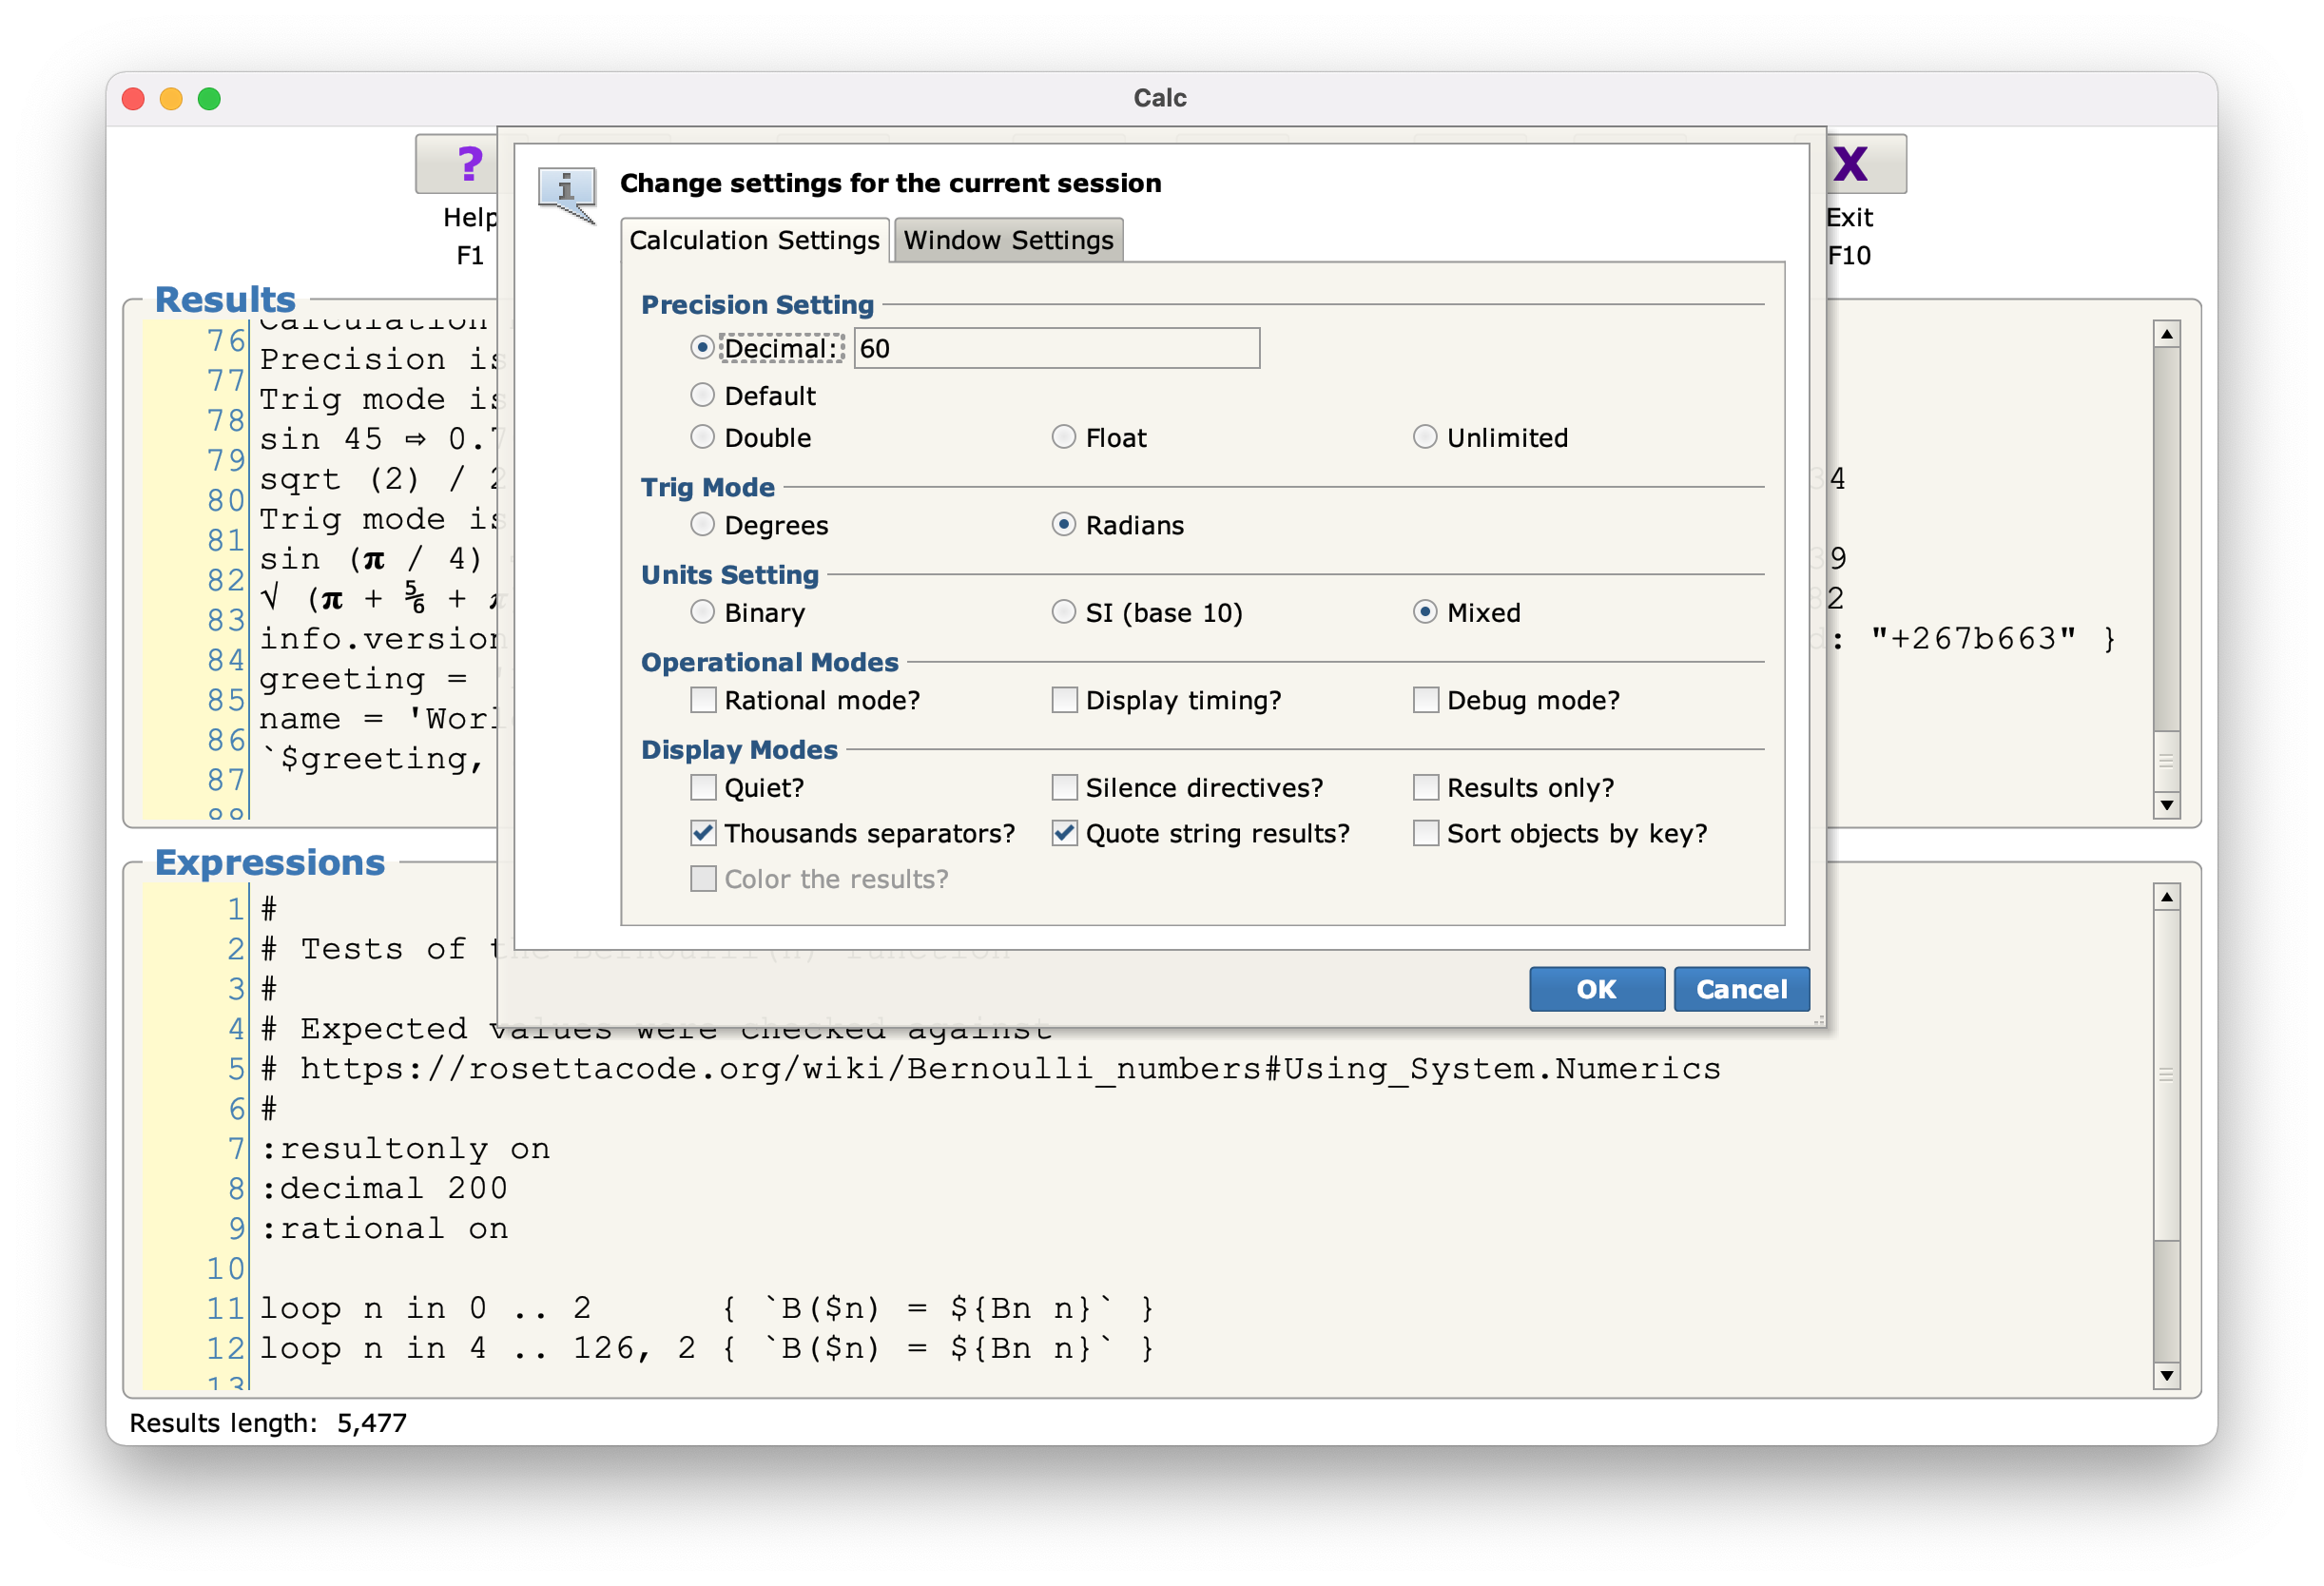 Calc
?
X
Help
Exit
F1
F10
Change settings for the current session
Calculation Settings
Window Settings
Precision Setting
Decimal: 60
Default
Double Float Unlimited
Trig Mode
Degrees Radians
Units Setting
Binary SI (base 10) Mixed
Operational Modes
Rational mode? Display timing? Debug mode?
Display Modes
Quiet? Silence directives? Results only?
Thousands separators? Quote string results? Sort objects by key?
Color the results?
OK Cancel
Results
76 Calculation
77 Precision is
78 Trig mode is
79 sin 45 ⇒ 0.7
80 sqrt (2) / 2 34
81 Trig mode is
82 sin (π / 4) 39
83 √ (π + ⅚ + π 32
84 info.version d: "+267b663" }
85 greeting = '
86 name = 'Worl
87 `$greeting,
88
Expressions
1 #
2 # Tests of the Bernoulli(n) function
3 #
4 # Expected values were checked against
5 # https://rosettacode.org/wiki/Bernoulli_numbers#Using_System.Numerics
6 #
7 :resultonly on
8 :decimal 200
9 :rational on
10
11 loop n in 0 .. 2 { `B($n) = ${Bn n}` }
12 loop n in 4 .. 126, 2 { `B($n) = ${Bn n}` }
13
Results length: 5,477